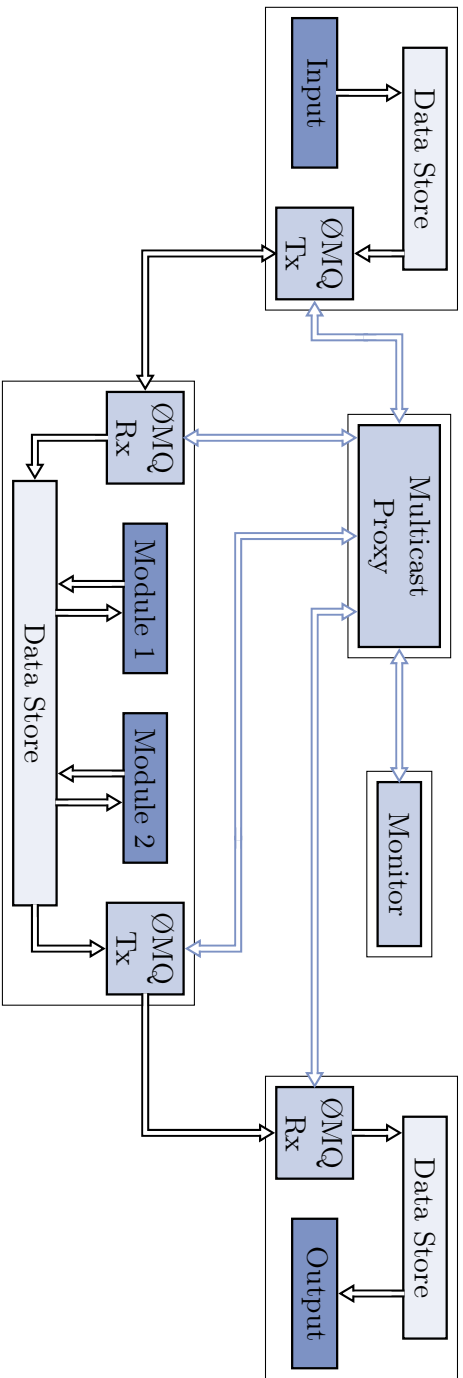 Data Store
Input
ØMQ
Tx
Multicast
Proxy
Monitor
Data Store
ØMQ
Rx
Output
ØMQ
Rx
Module 1
Module 2
ØMQ
Tx
Data Store